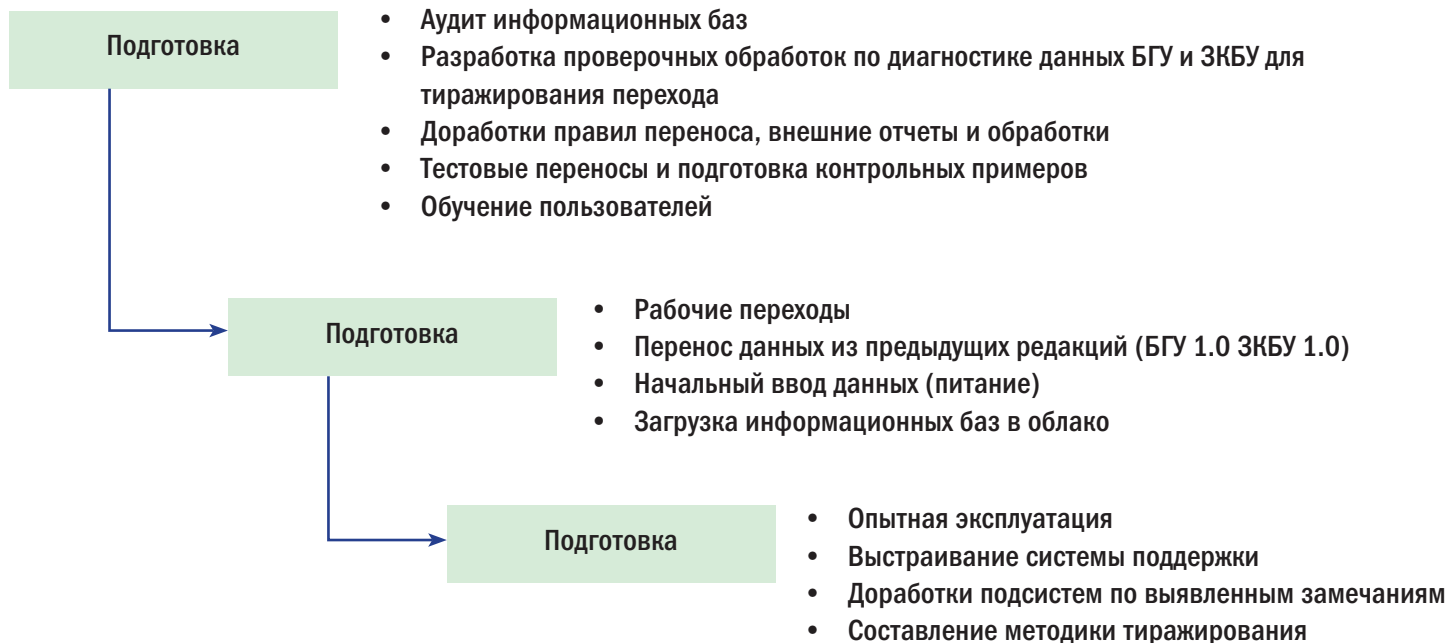 Подготовка
• Аудит информационных баз
• Разработка проверочных обработок по диагностике данных БГУ и ЗКБУ для
тиражирования перехода
• Доработки правил переноса, внешние отчеты и обработки
• Тестовые переносы и подготовка контрольных примеров
• Обучение пользователей
Подготовка
• Рабочие переходы
• Перенос данных из предыдущих редакций (БГУ 1.0 ЗКБУ 1.0)
• Начальный ввод данных (питание)
• Загрузка информационных баз в облако
Подготовка
• Опытная эксплуатация
• Выстраивание системы поддержки
• Доработки подсистем по выявленным замечаниям
• Составление методики тиражирования